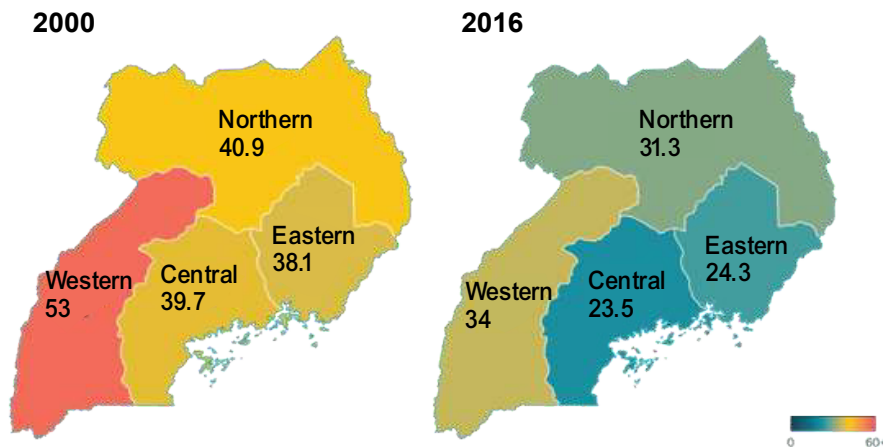 2000
Northern
40.9
Eastern
38.1
Central
39.7
Western
53
2016
Northern
31.3
Eastern
24.3
Central
23.5
Western
34
0
60+